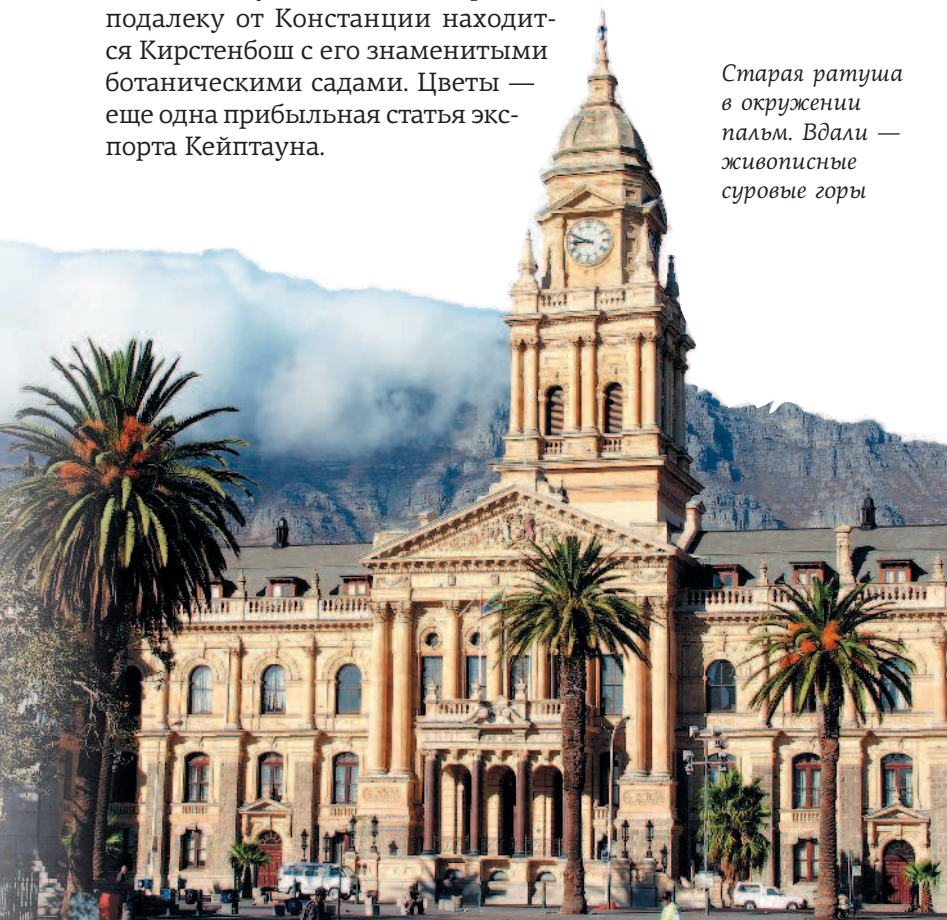 подалеку от Констанции находит-
ся Кирстенбош с его знаменитыми
ботаническими садами. Цветы —
еще одна прибыльная статья экс-
порта Кейптауна.
Старая ратуша
в окружении
пальм. Вдали —
живописные
суровые горы